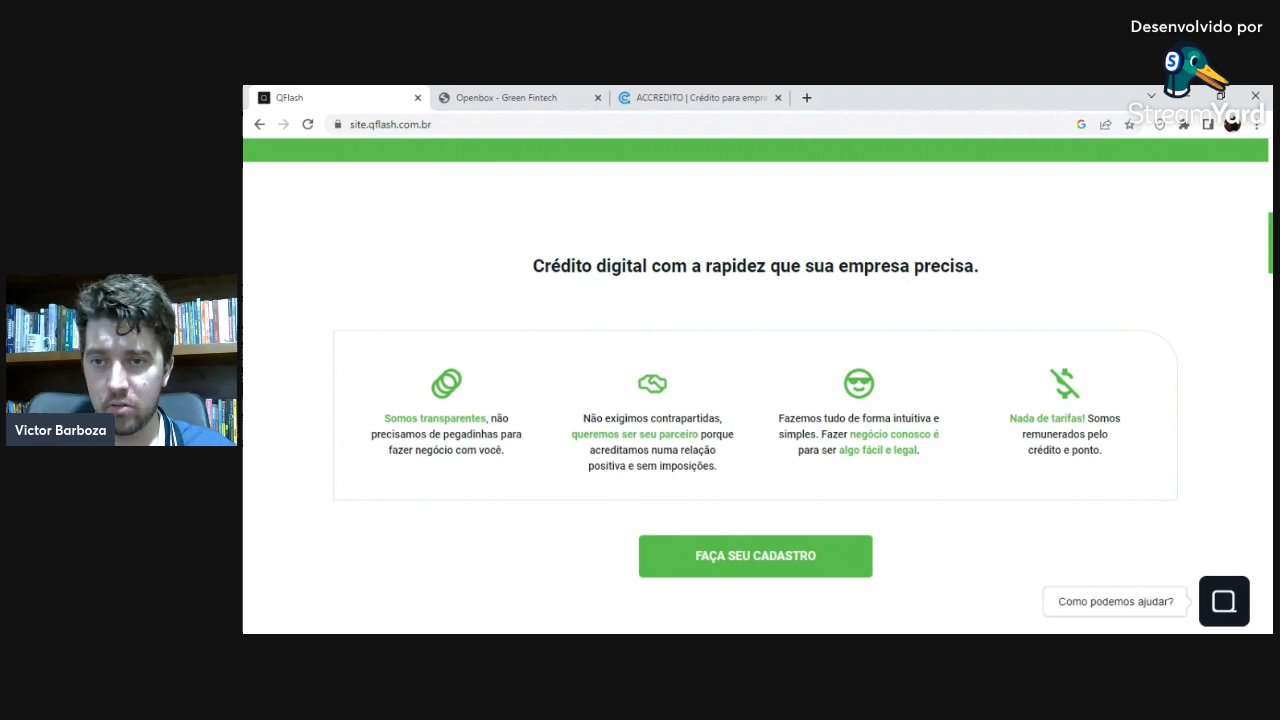 Desenvolvido por
StreamYard
QFlash
Openbox - Green Fintech
ACCREDITO | Crédito para empre
site.qflash.com.br
Crédito digital com a rapidez que sua empresa precisa.
Somos transparentes, não
precisamos de pegadinhas para
fazer negócio com você.
Não exigimos contrapartidas,
queremos ser seu parceiro porque
acreditamos numa relação
positiva e sem imposições.
Fazemos tudo de forma intuitiva e
simples. Fazer negócio conosco é
para ser algo fácil e legal.
Nada de tarifas! Somos
remunerados pelo
crédito e ponto.
FAÇA SEU CADASTRO
Como podemos ajudar?
Victor Barboza